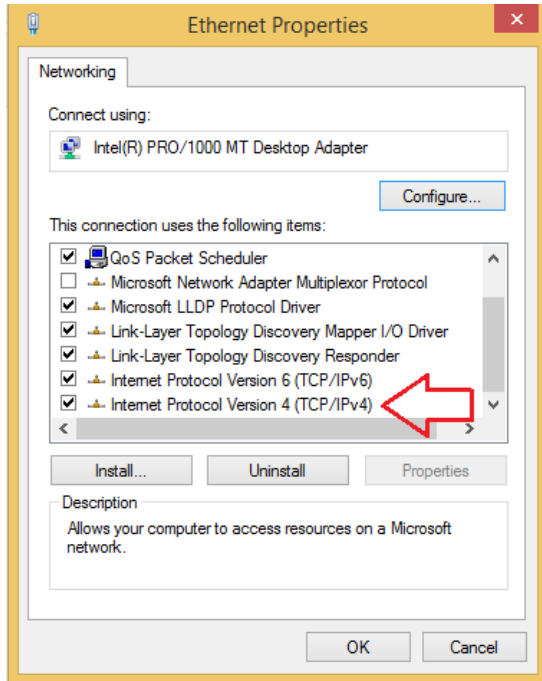 Ethernet Properties
Networking
Connect using:
Intel(R) PRO/1000 MT Desktop Adapter
Configure...
This connection uses the following items:
QoS Packet Scheduler
Microsoft Network Adapter Multiplexor Protocol
Microsoft LLDP Protocol Driver
Link-Layer Topology Discovery Mapper I/O Driver
Link-Layer Topology Discovery Responder
Internet Protocol Version 6 (TCP/IPv6)
Internet Protocol Version 4 (TCP/IPv4)
Install... Uninstall Properties
Description
Allows your computer to access resources on a Microsoft
network.
OK Cancel